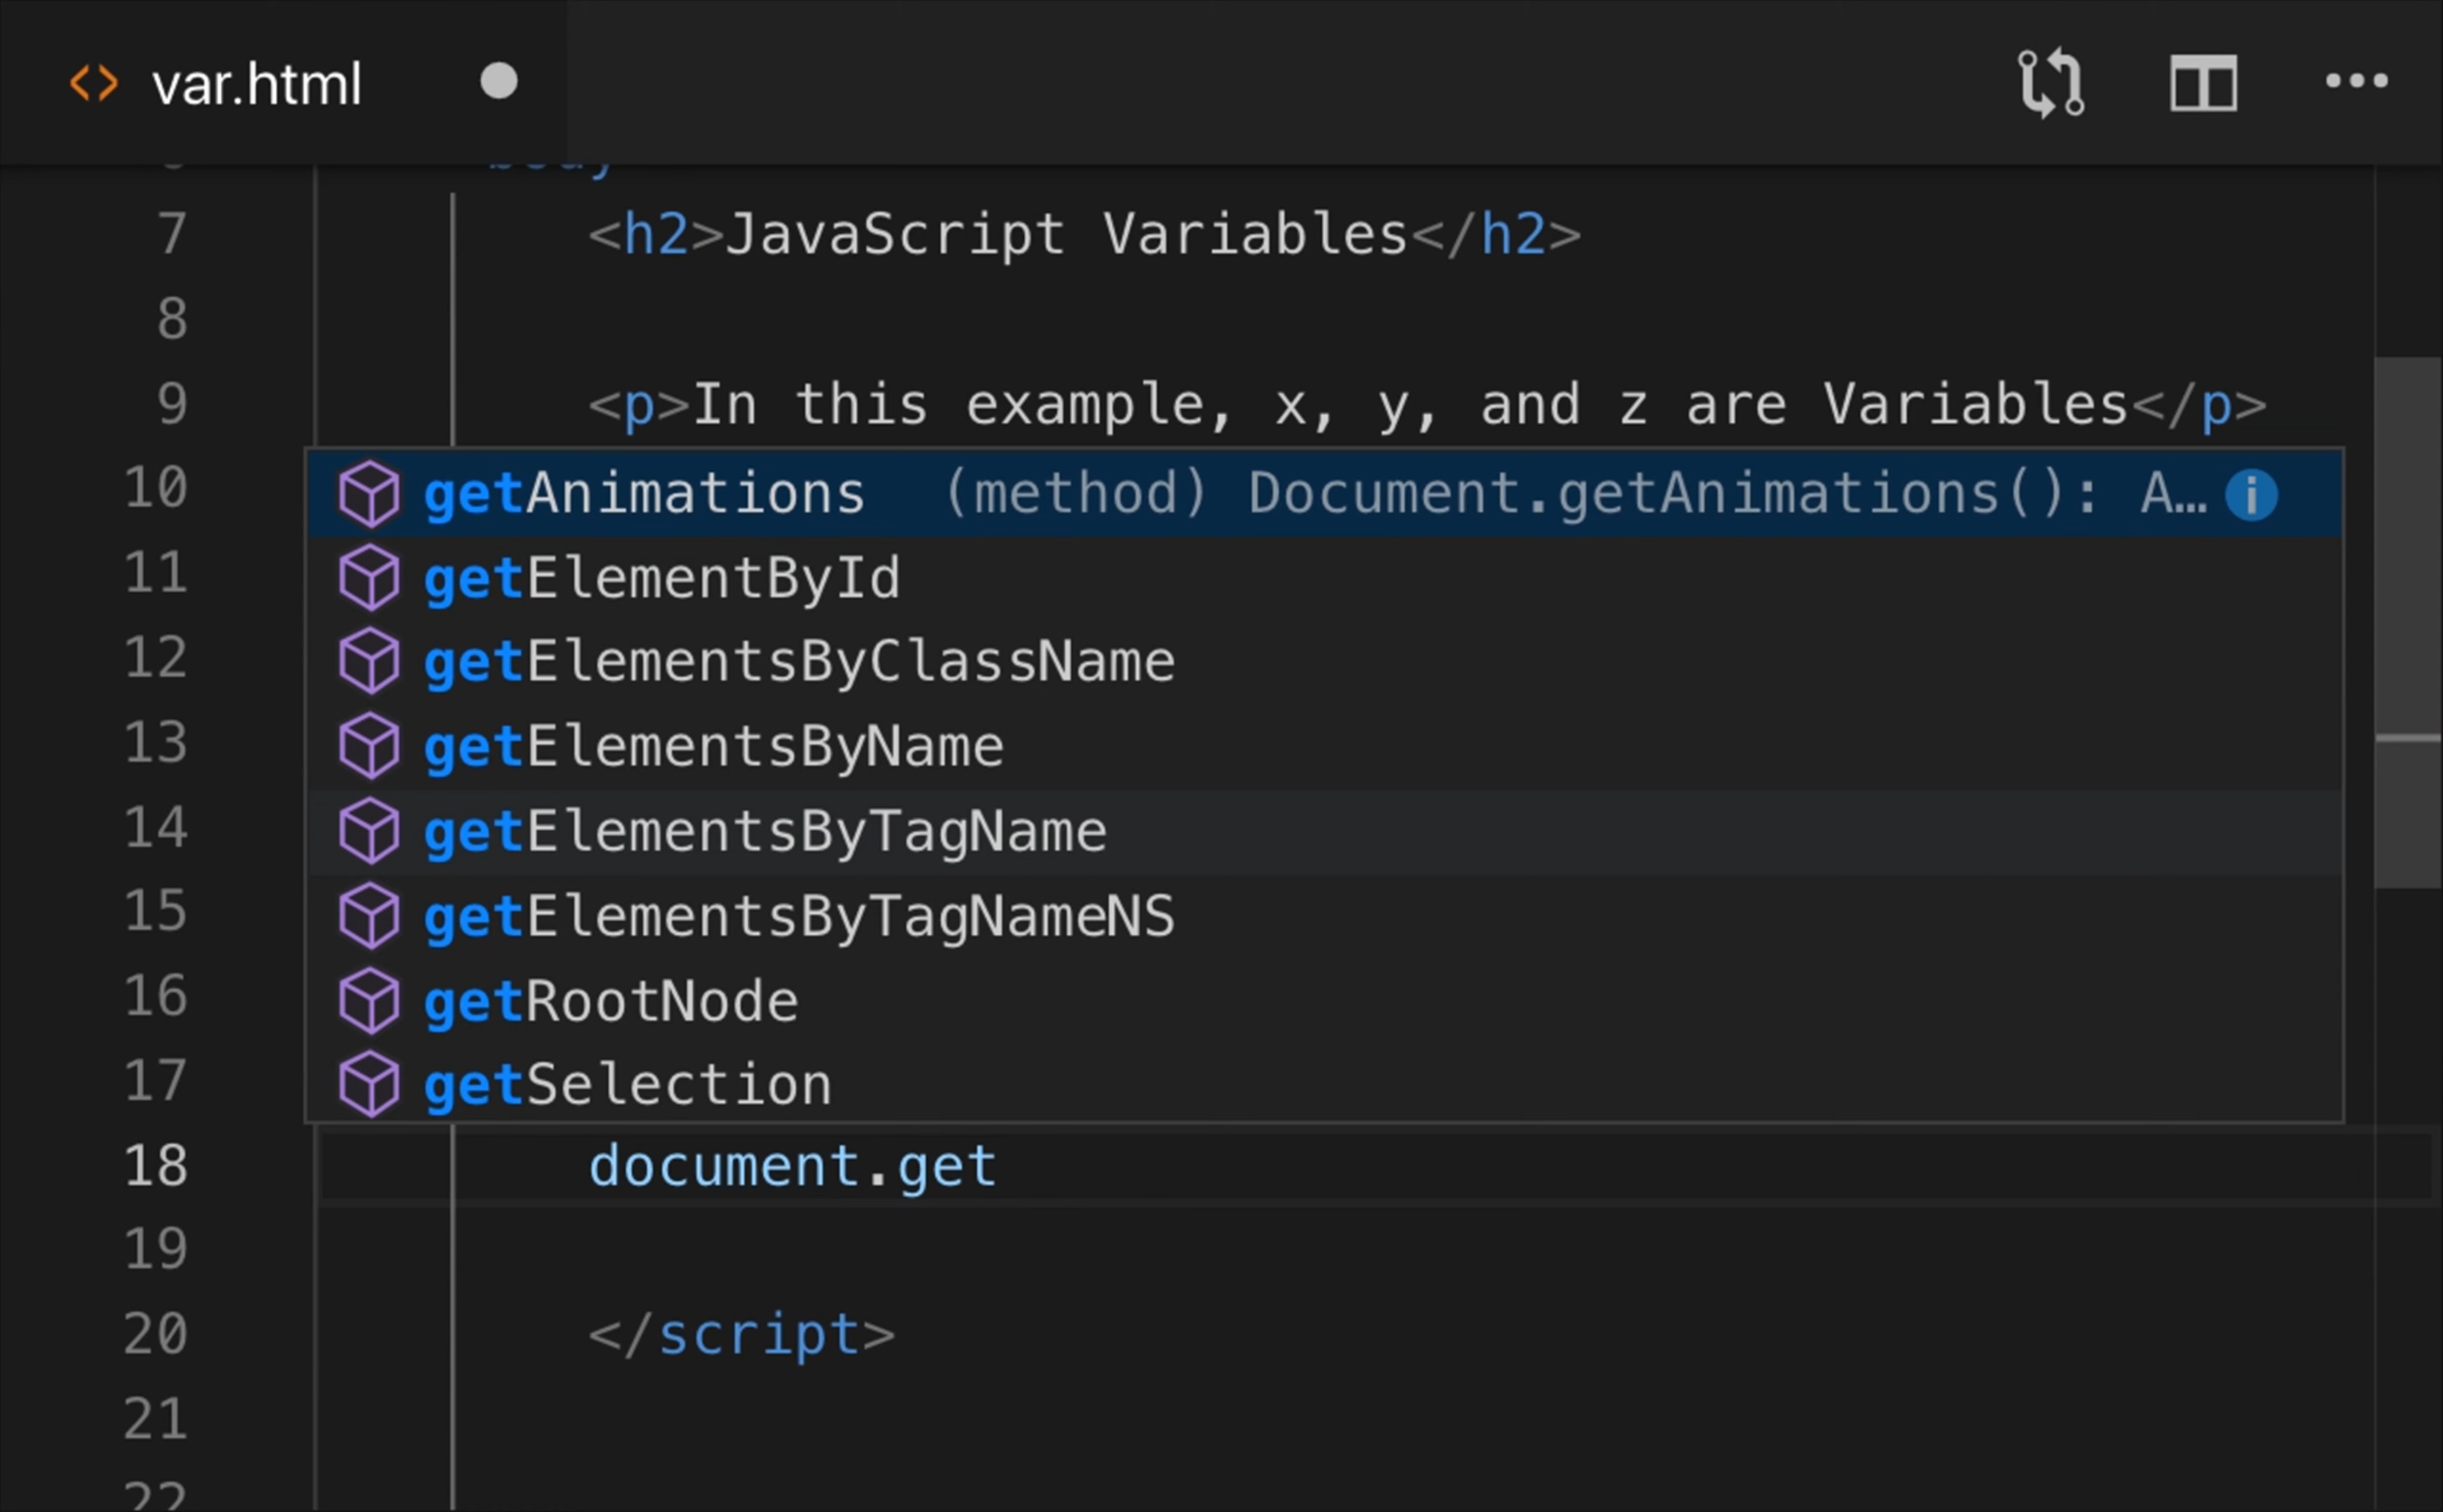 var.html
body
7 <h2>JavaScript Variables</h2>
8
9 <p>In this example, x, y, and z are Variables</p>
10 getAnimations (method) Document.getAnimations(): A…
11 getElementById
12 getElementsByClassName
13 getElementsByName
14 getElementsByTagName
15 getElementsByTagNameNS
16 getRootNode
17 getSelection
18 document.get
19
20 </script>
21
22